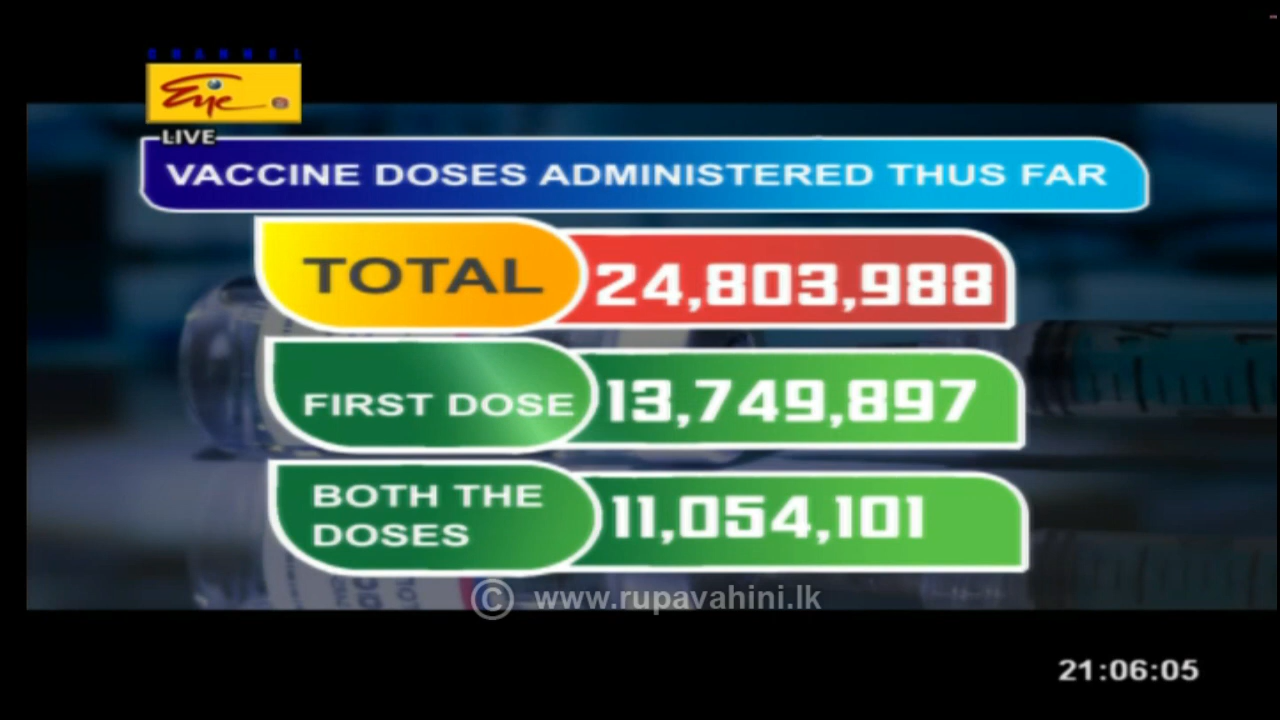 CHANNEL
Eye
LIVE
VACCINE DOSES ADMINISTERED THUS FAR
TOTAL
24,803,988
FIRST DOSE
13,749,897
BOTH THE
DOSES
11,054,101
© www.rupavahini.lk
21:06:05